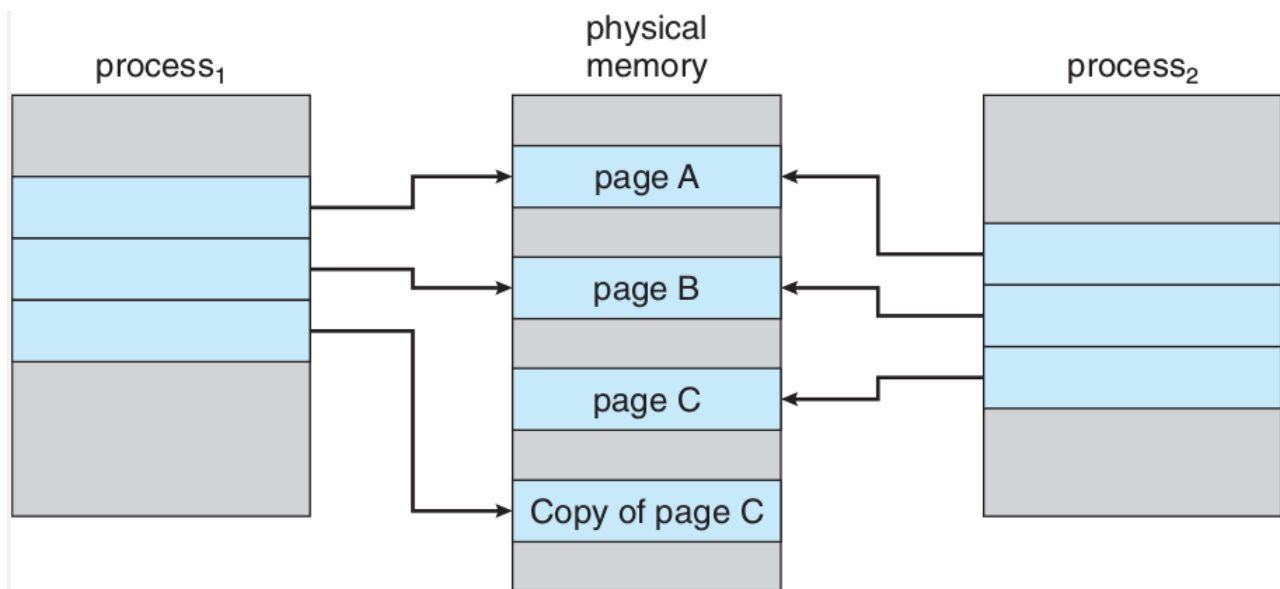 physical
memory
process₁
process₂
page A
page B
page C
Copy of page C